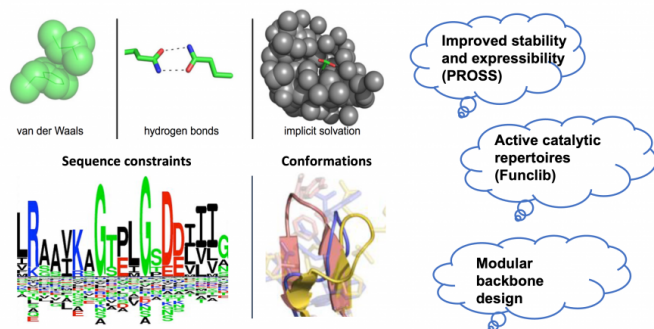 van der Waals
hydrogen bonds
implicit solvation
Sequence constraints
Conformations
LRAAVKAGTPLGSDDLIIG
Improved stability
and expressibility
(PROSS)
Active catalytic
repertoires
(Funclib)
Modular
backbone
design